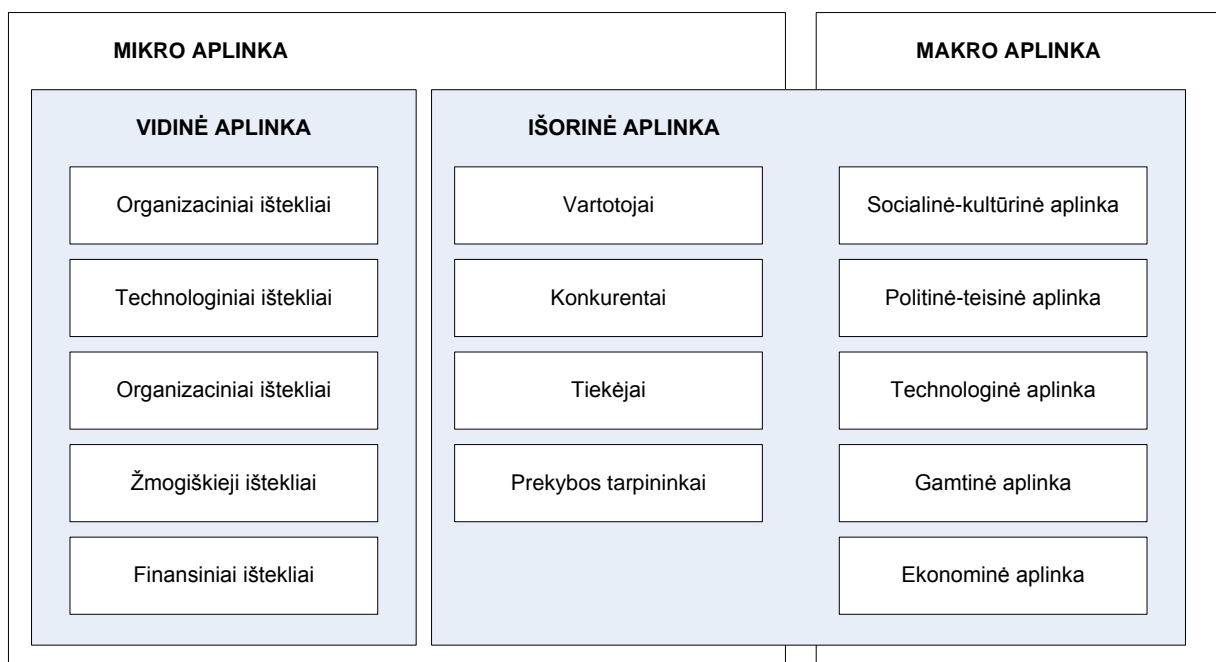 MIKRO APLINKA
MAKRO APLINKA
VIDINĖ APLINKA
IŠORINĖ APLINKA
Organizaciniai ištekliai
Technologiniai ištekliai
Organizaciniai ištekliai
Žmogiškieji ištekliai
Finansiniai ištekliai
Vartotojai
Konkurentai
Tiekėjai
Prekybos tarpininkai
Socialinė-kultūrinė aplinka
Politinė-teisinė aplinka
Technologinė aplinka
Gamtinė aplinka
Ekonominė aplinka